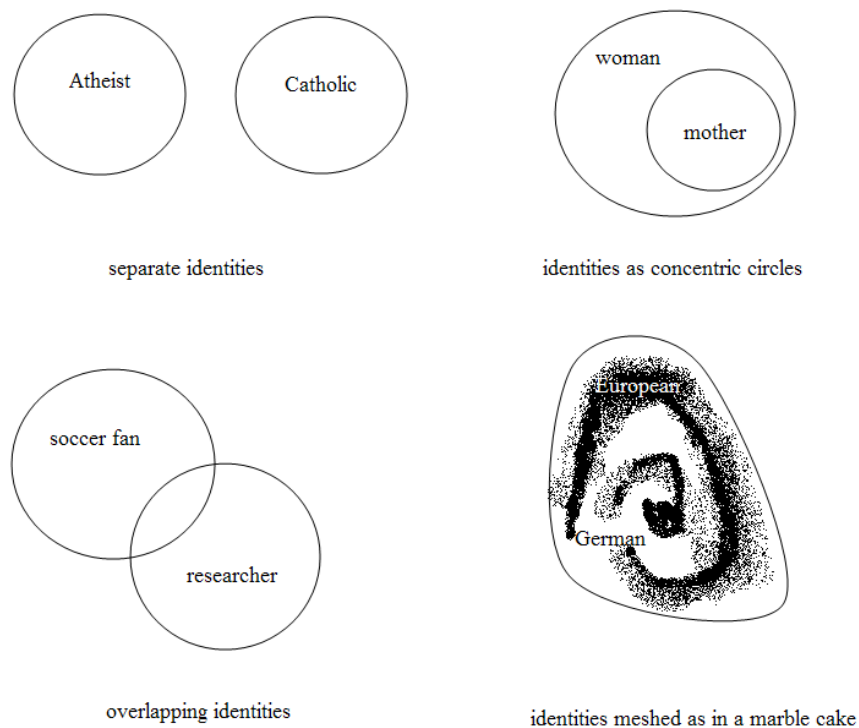 Atheist
Catholic
woman
mother
separate identities
identities as concentric circles
soccer fan
researcher
European
German
overlapping identities
identities meshed as in a marble cake